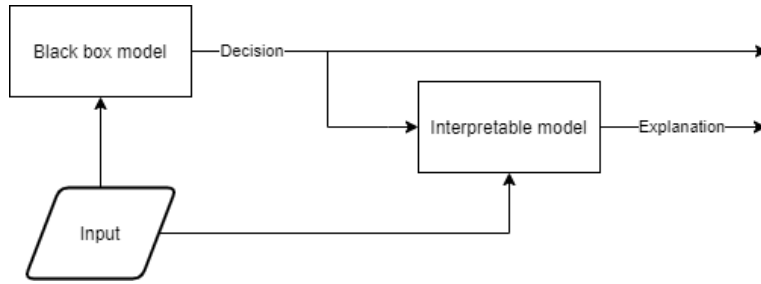 Black box model
Decision
Interpretable model
Explanation
Input